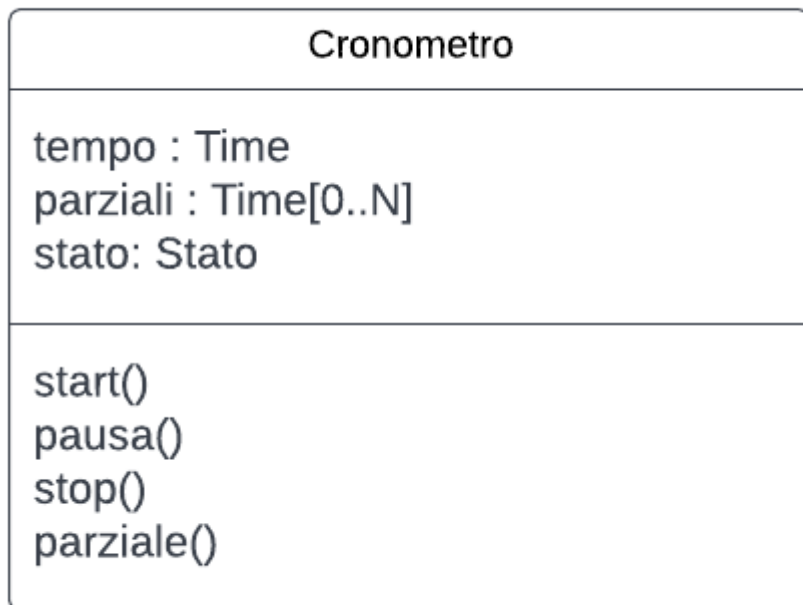 Cronometro
tempo : Time
parziali : Time[0..N]
stato: Stato
start()
pausa()
stop()
parziale()